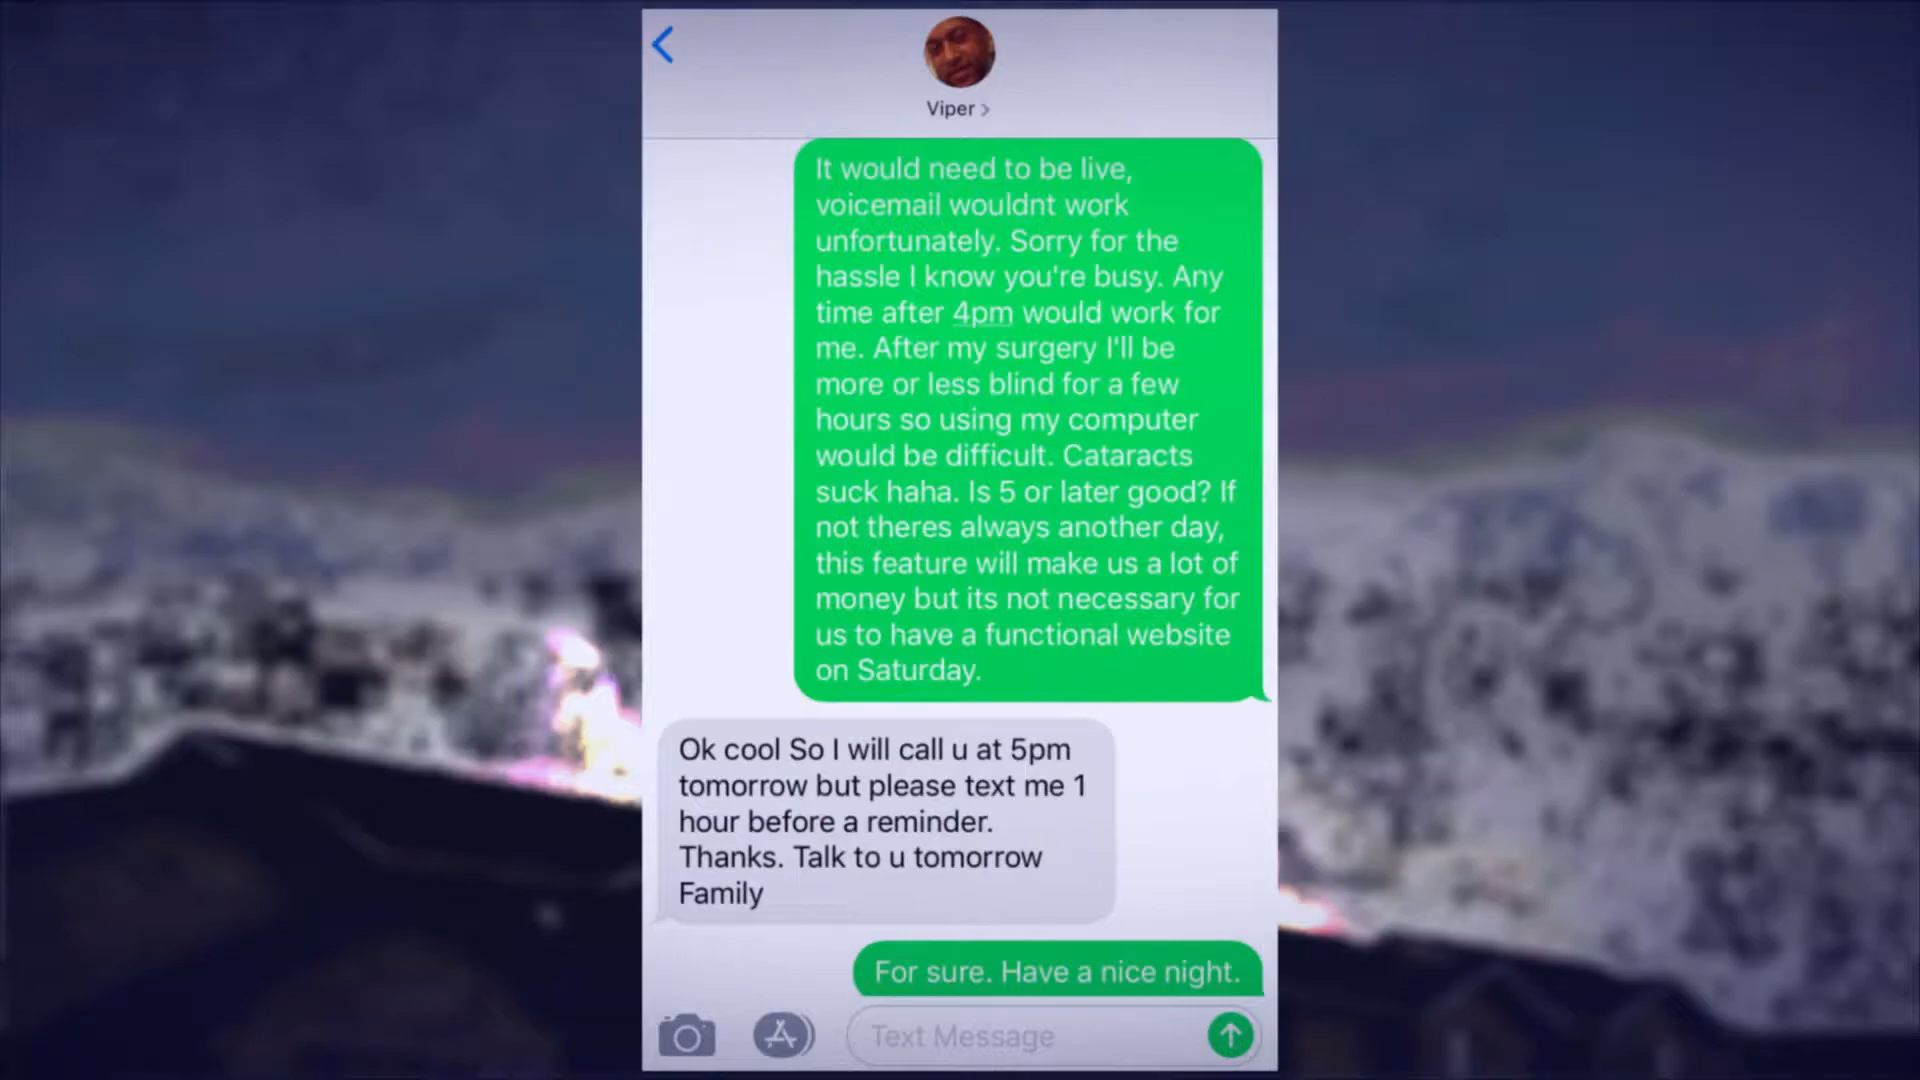 Viper
It would need to be live,
voicemail wouldnt work
unfortunately. Sorry for the
hassle I know you're busy. Any
time after 4pm would work for
me. After my surgery I'll be
more or less blind for a few
hours so using my computer
would be difficult. Cataracts
suck haha. Is 5 or later good? If
not theres always another day,
this feature will make us a lot of
money but its not necessary for
us to have a functional website
on Saturday.
Ok cool So I will call u at 5pm
tomorrow but please text me 1
hour before a reminder.
Thanks. Talk to u tomorrow
Family
For sure. Have a nice night.
Text Message